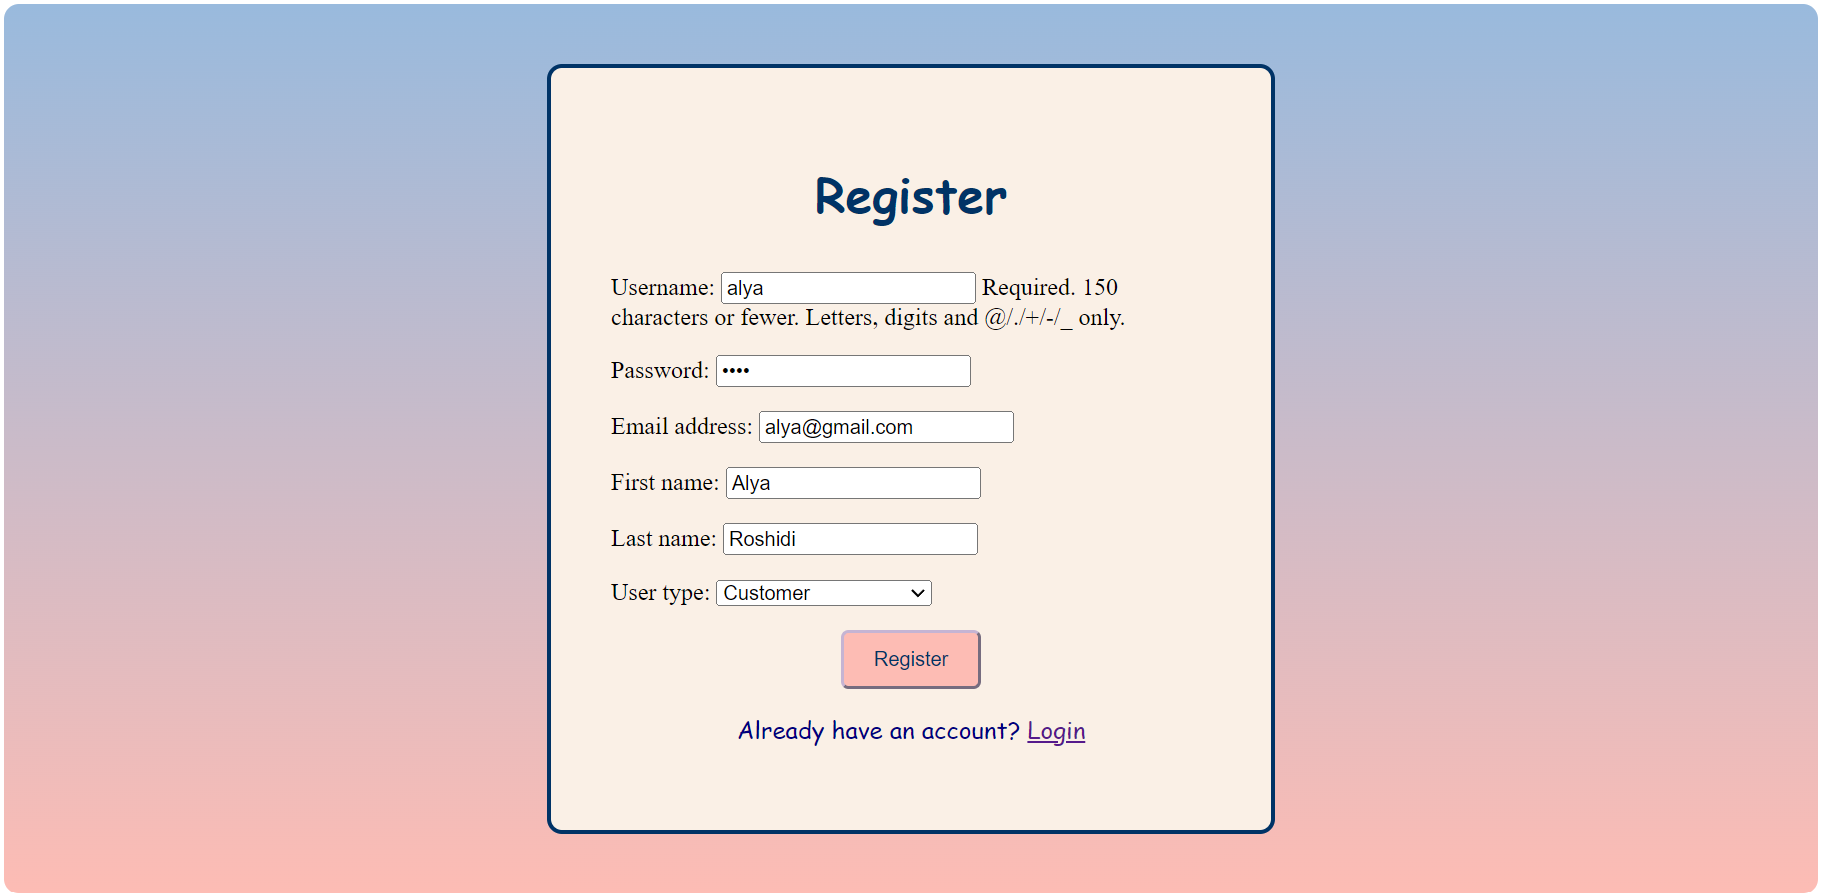 Register
Username: alya Required. 150
characters or fewer. Letters, digits and @/./+/-/_ only.
Password: ••••
Email address: alya@gmail.com
First name: Alya
Last name: Roshidi
User type: Customer
Register
Already have an account? Login